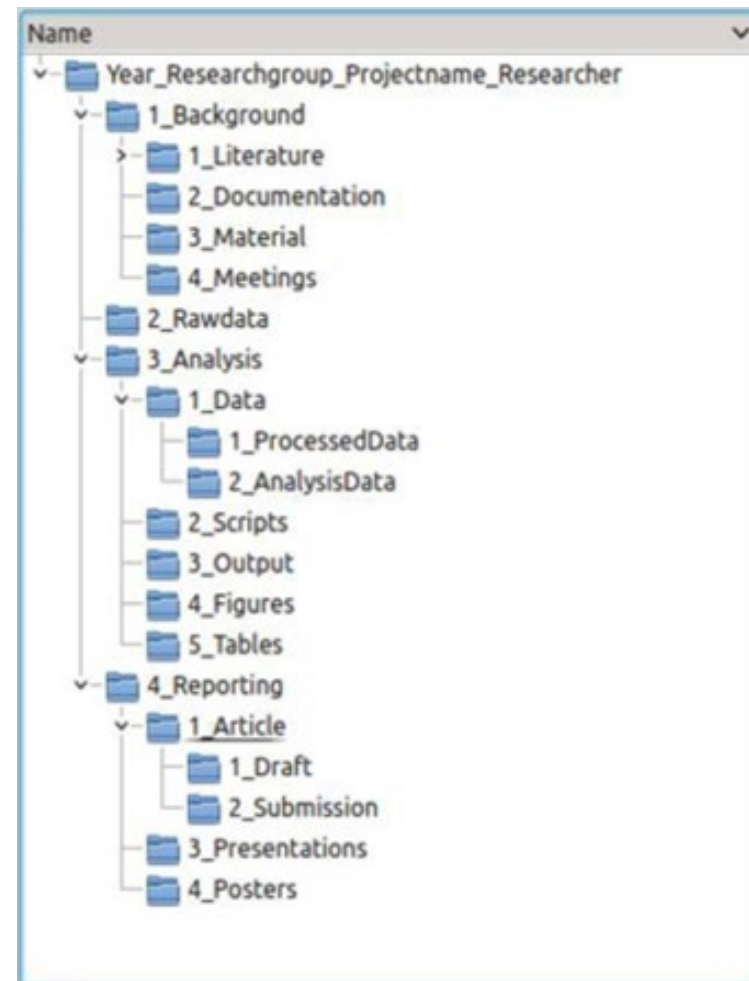 Name
Year_Researchgroup_Projectname_Researcher
1_Background
1_Literature
2_Documentation
3_Material
4_Meetings
2_Rawdata
3_Analysis
1_Data
1_ProcessedData
2_AnalysisData
2_Scripts
3_Output
4_Figures
5_Tables
4_Reporting
1_Article
1_Draft
2_Submission
3_Presentations
4_Posters